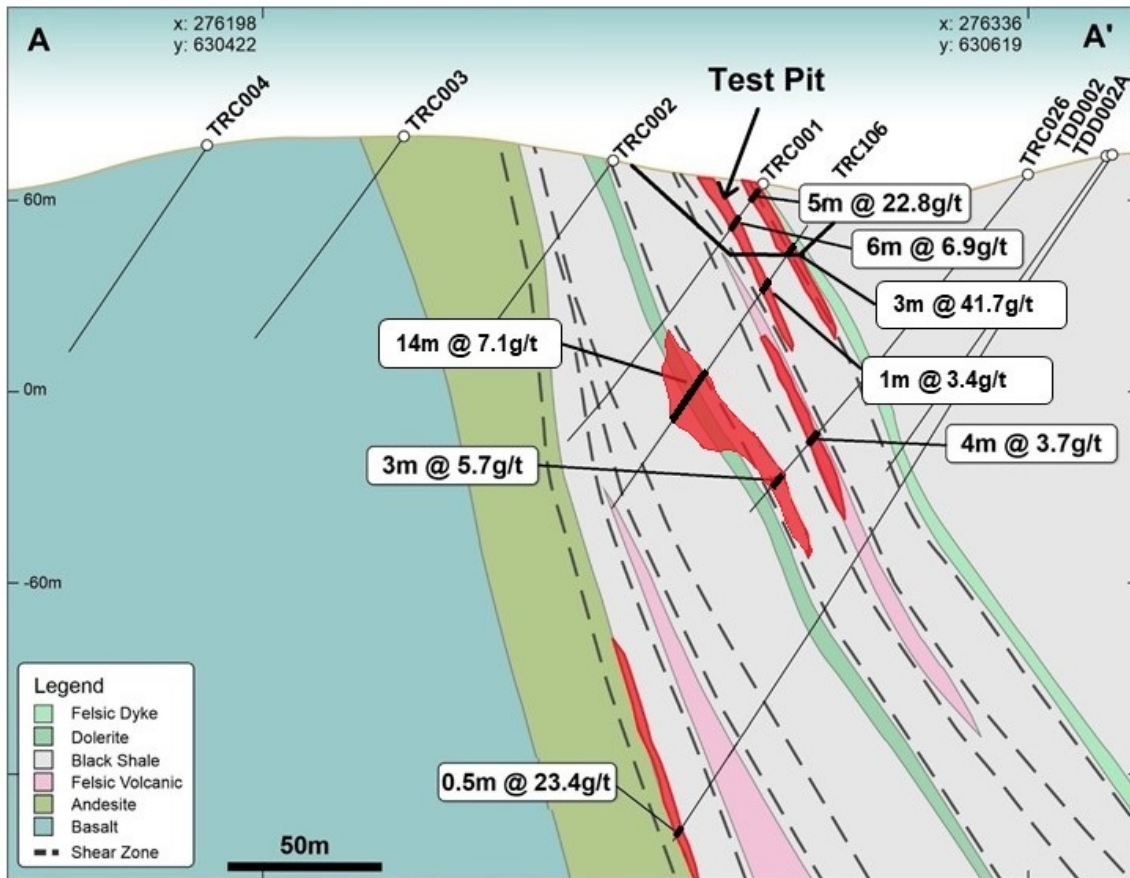 A
x: 276198
y: 630422
x: 276336
y: 630619
A'
TRC004
TRC003
TRC002
Test Pit
TRC001
TRC106
TRC026
TDD002
TDD002A
60m
5m @ 22.8g/t
6m @ 6.9g/t
3m @ 41.7g/t
14m @ 7.1g/t
1m @ 3.4g/t
0m
4m @ 3.7g/t
3m @ 5.7g/t
-60m
0.5m @ 23.4g/t
Legend
Felsic Dyke
Dolerite
Black Shale
Felsic Volcanic
Andesite
Basalt
Shear Zone
50m